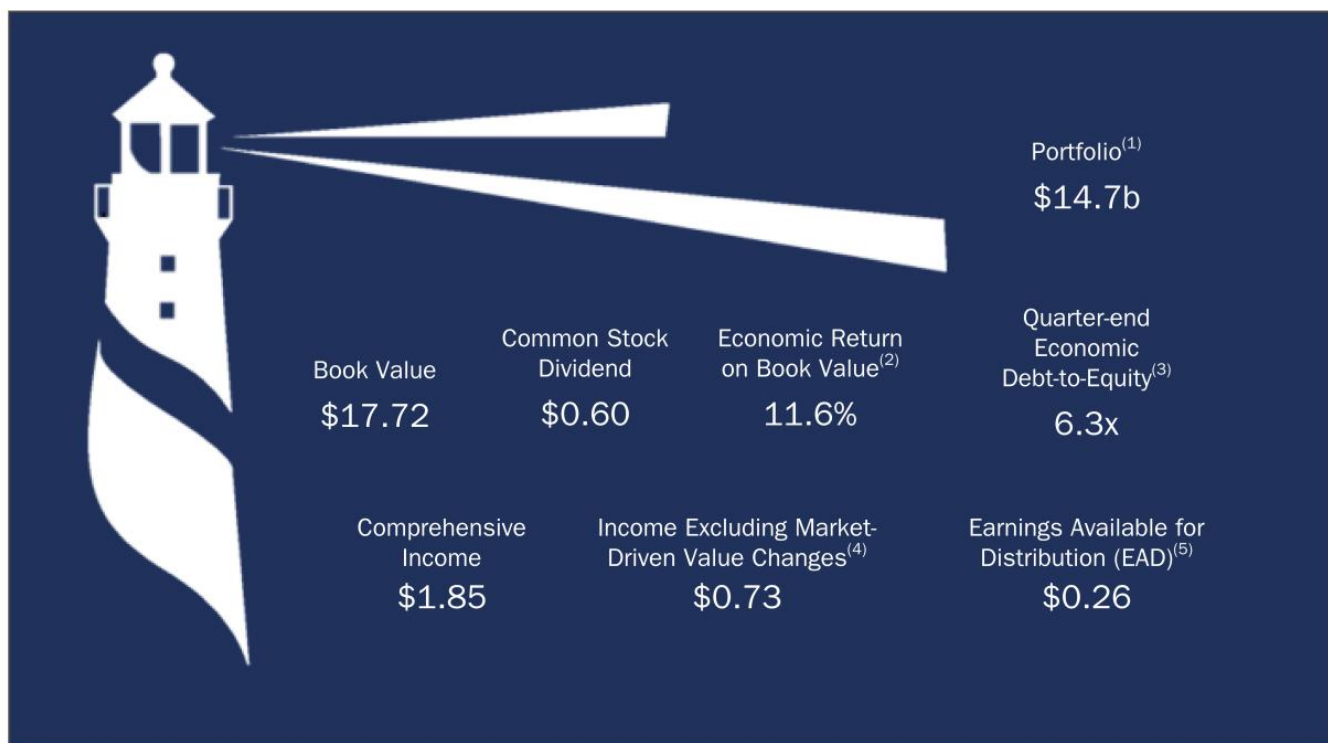 Portfolio(1)
$14.7b
Book Value
$17.72
Common Stock
Dividend
$0.60
Economic Return
on Book Value(2)
11.6%
Quarter-end
Economic
Debt-to-Equity(3)
6.3x
Comprehensive
Income
$1.85
Income Excluding Market-
Driven Value Changes(4)
$0.73
Earnings Available for
Distribution (EAD)(5)
$0.26